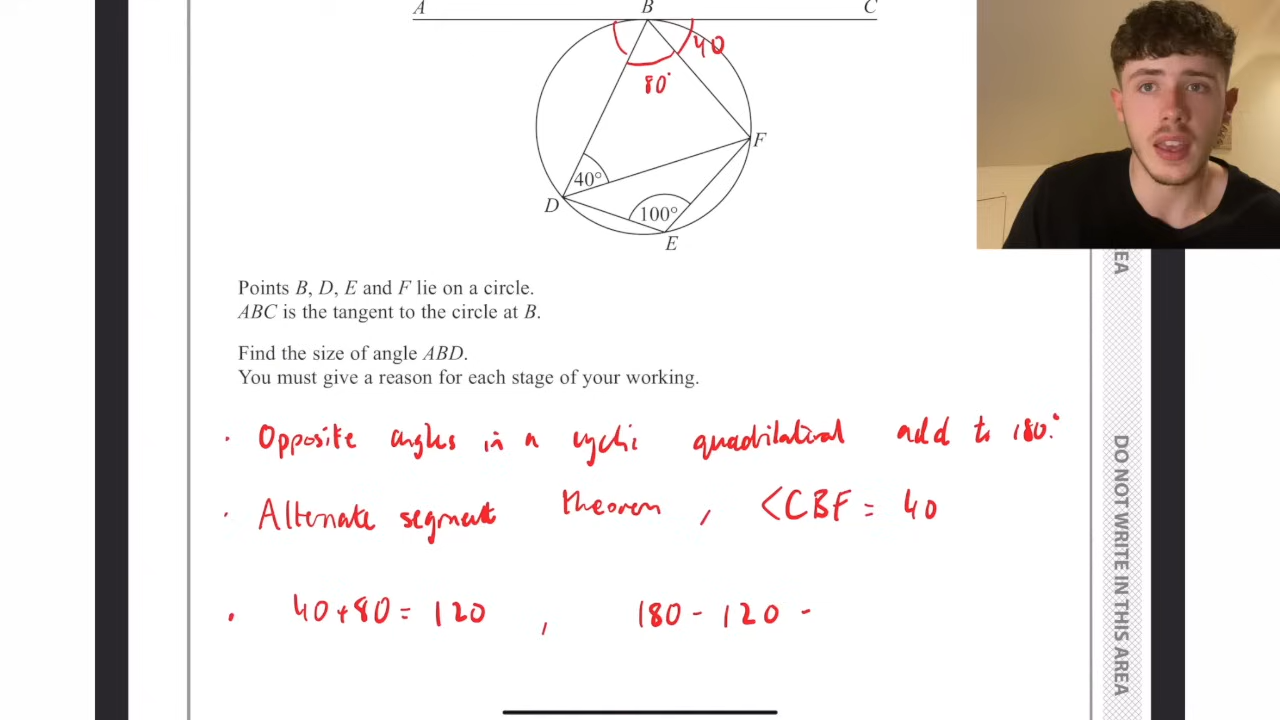 A B C
40
80°
F
40°
D
100°
E
Points B, D, E and F lie on a circle.
ABC is the tangent to the circle at B.
Find the size of angle ABD.
You must give a reason for each stage of your working.
· Opposite angles in a cyclic quadrilateral add to 180°.
· Alternate segment theorem , <CBF = 40
· 40+80 = 120 , 180 - 120 -
EA
DO NOT WRITE IN THIS AREA